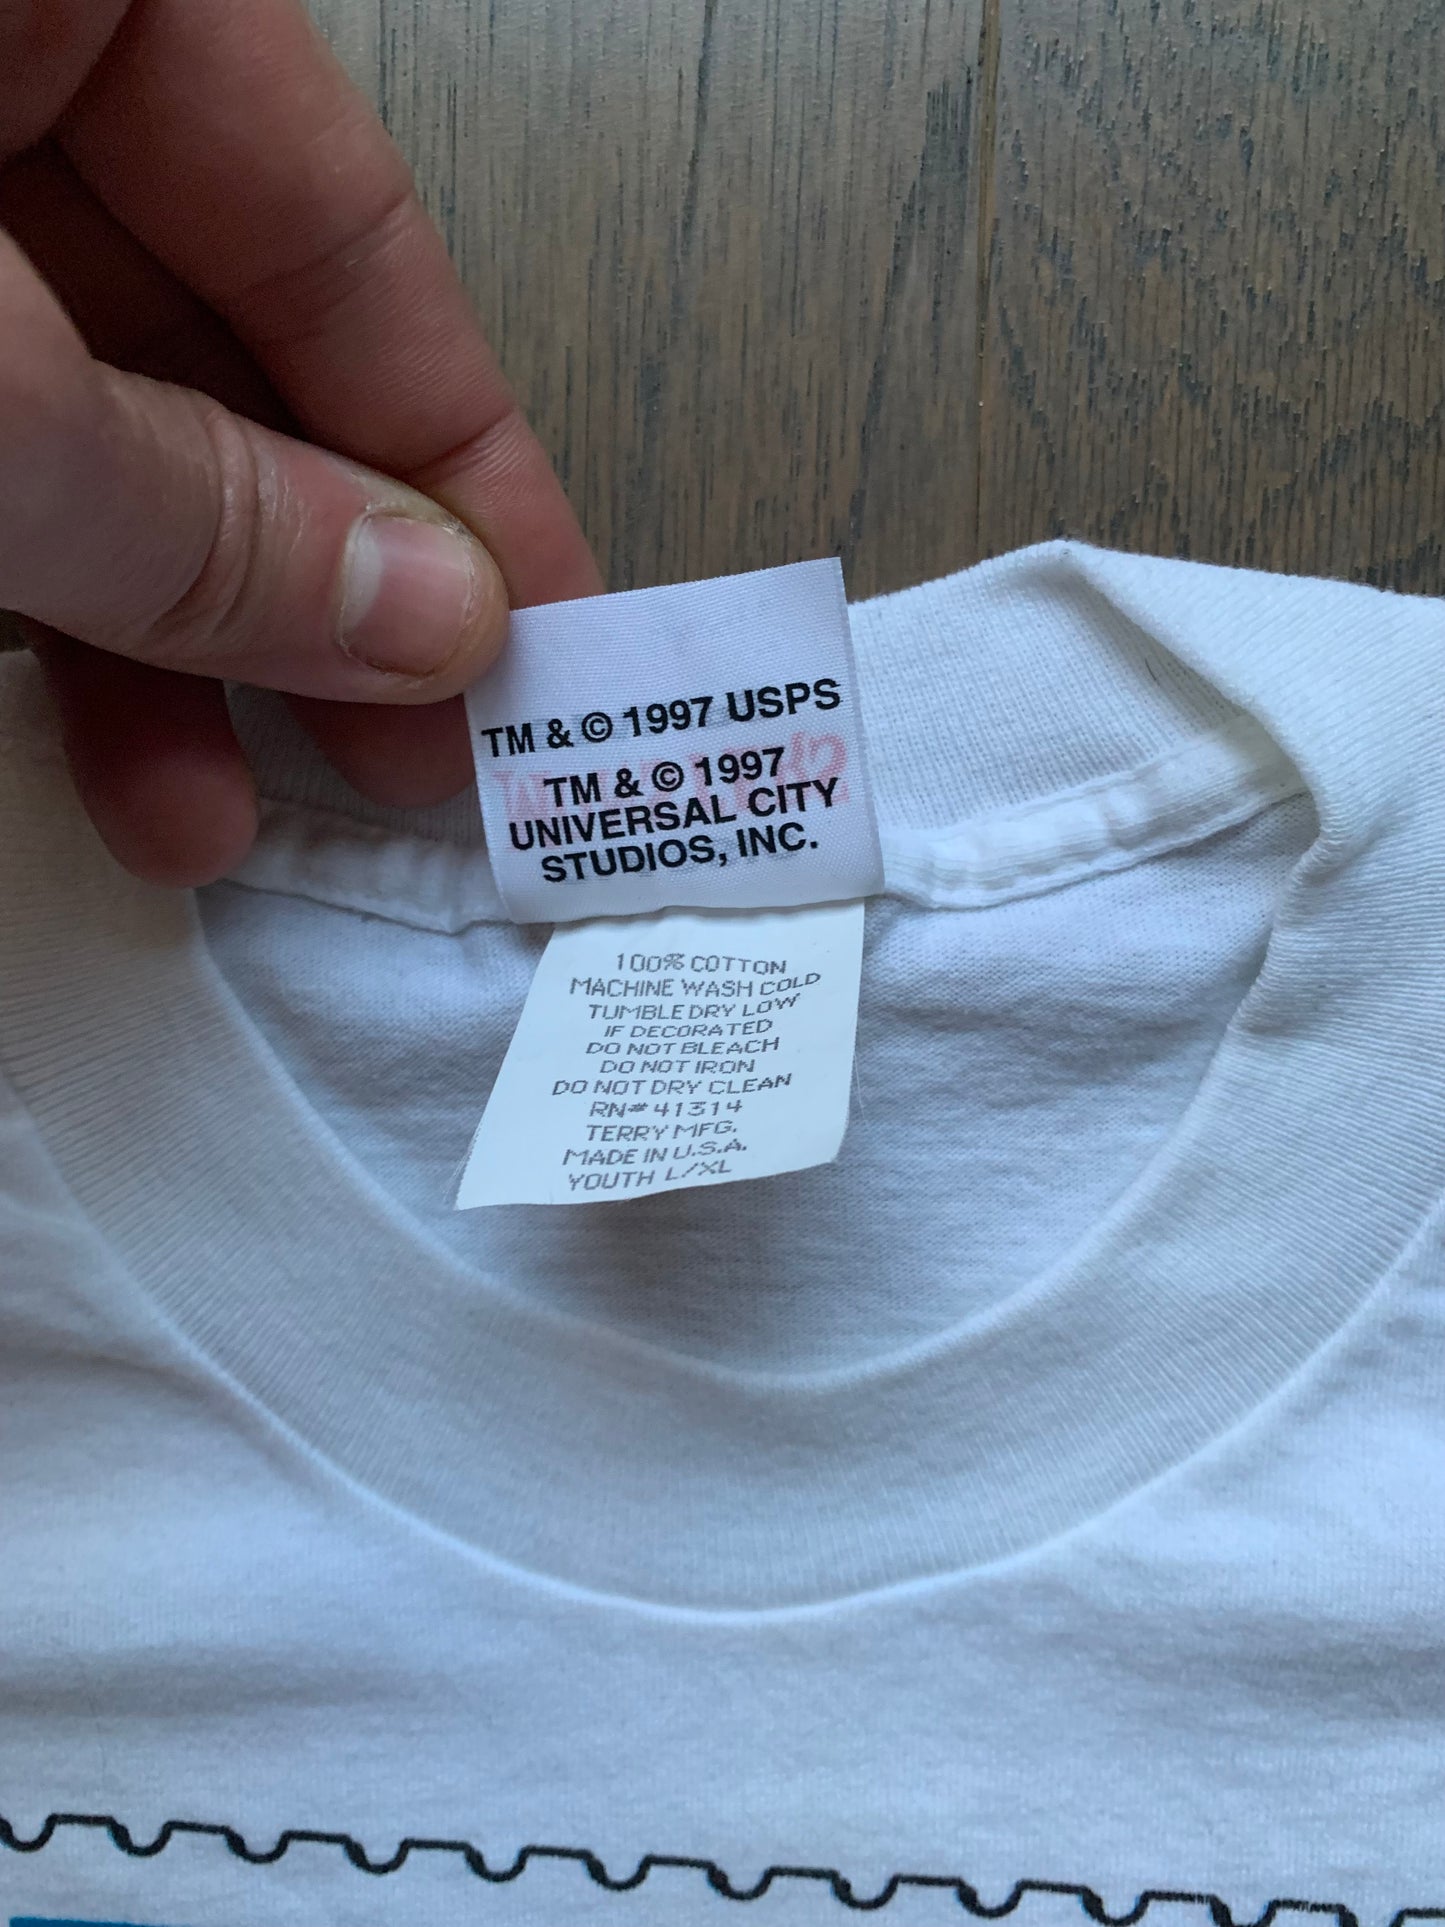 TM & © 1997 USPS
TM & © 1997
UNIVERSAL CITY
STUDIOS, INC.
100% COTTON
MACHINE WASH COLD
TUMBLE DRY LOW
IF DECORATED
DO NOT BLEACH
DO NOT IRON
DO NOT DRY CLEAN
RN# 41314
TERRY MFG.
MADE IN U.S.A.
YOUTH L/XL